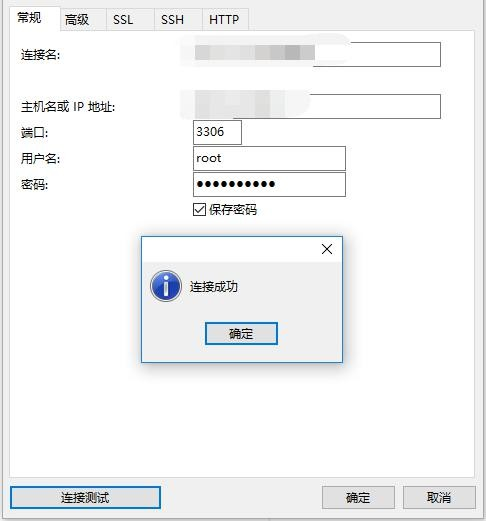 常规 高级 SSL SSH HTTP
连接名:
主机名或 IP 地址:
端口: 3306
用户名: root
密码: ●●●●●●●●●●
保存密码
连接成功
确定
连接测试 确定 取消